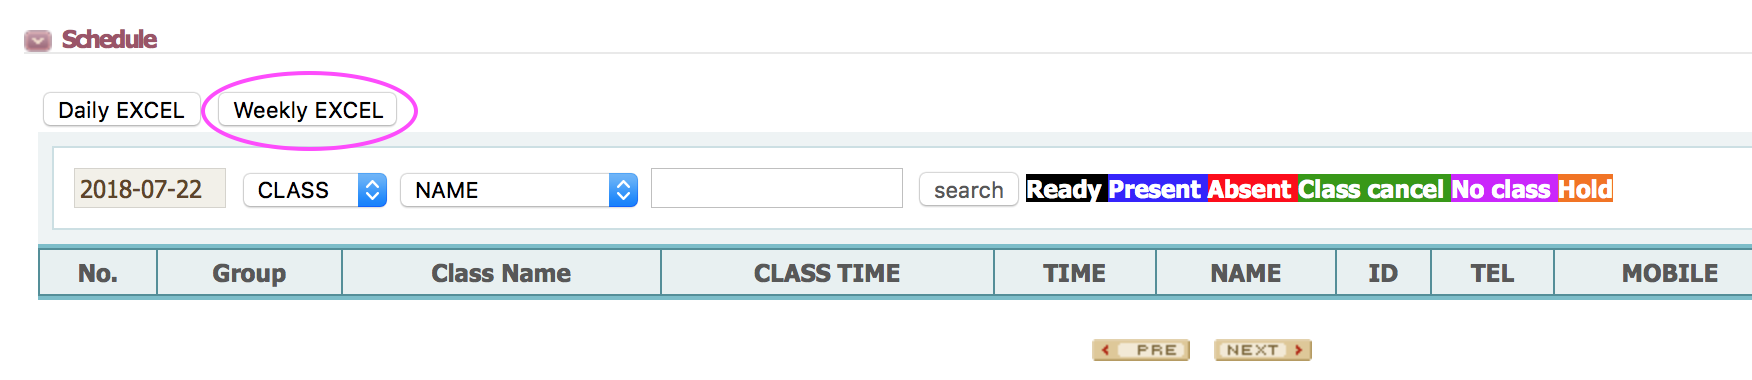 Schedule
Daily EXCEL Weekly EXCEL
2018-07-22 CLASS NAME search Ready Present Absent Class cancel No class Hold
No. Group Class Name CLASS TIME TIME NAME ID TEL MOBILE
PRE NEXT